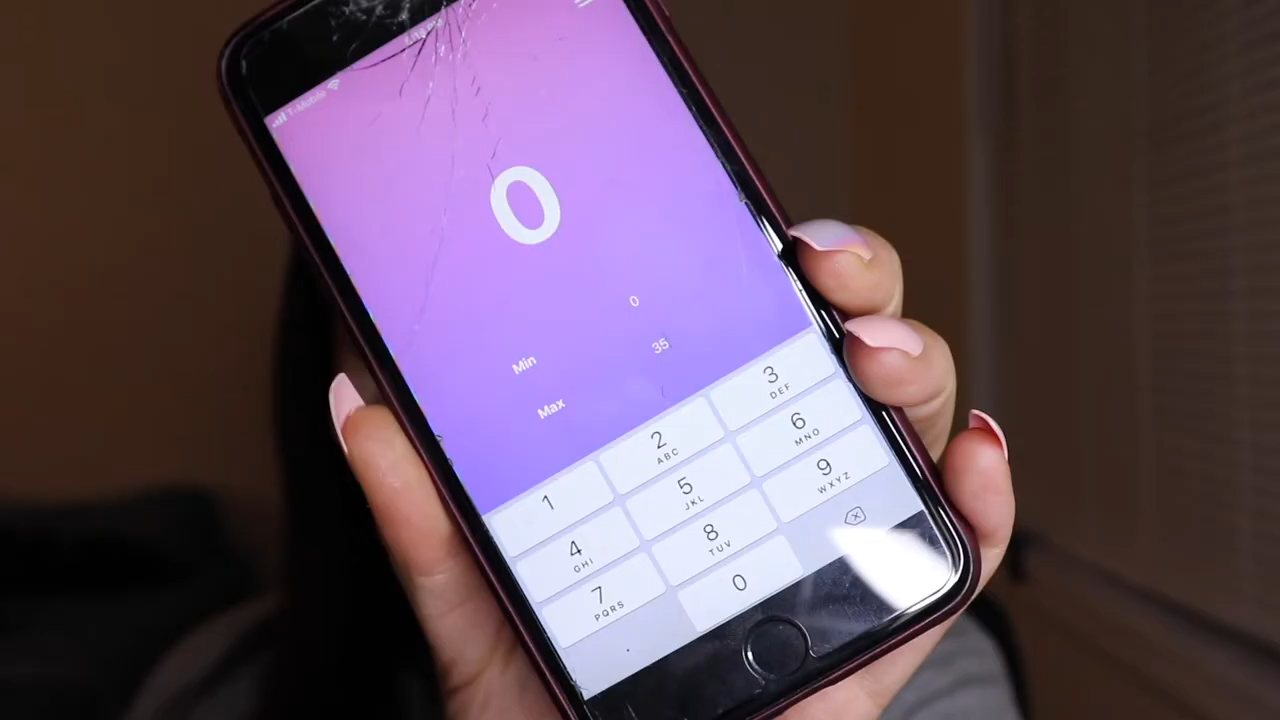 T-Mobile
0
Min 0
Max 35
1
2 ABC
3 DEF
4 GHI
5 JKL
6 MNO
7 PQRS
8 TUV
9 WXYZ
0